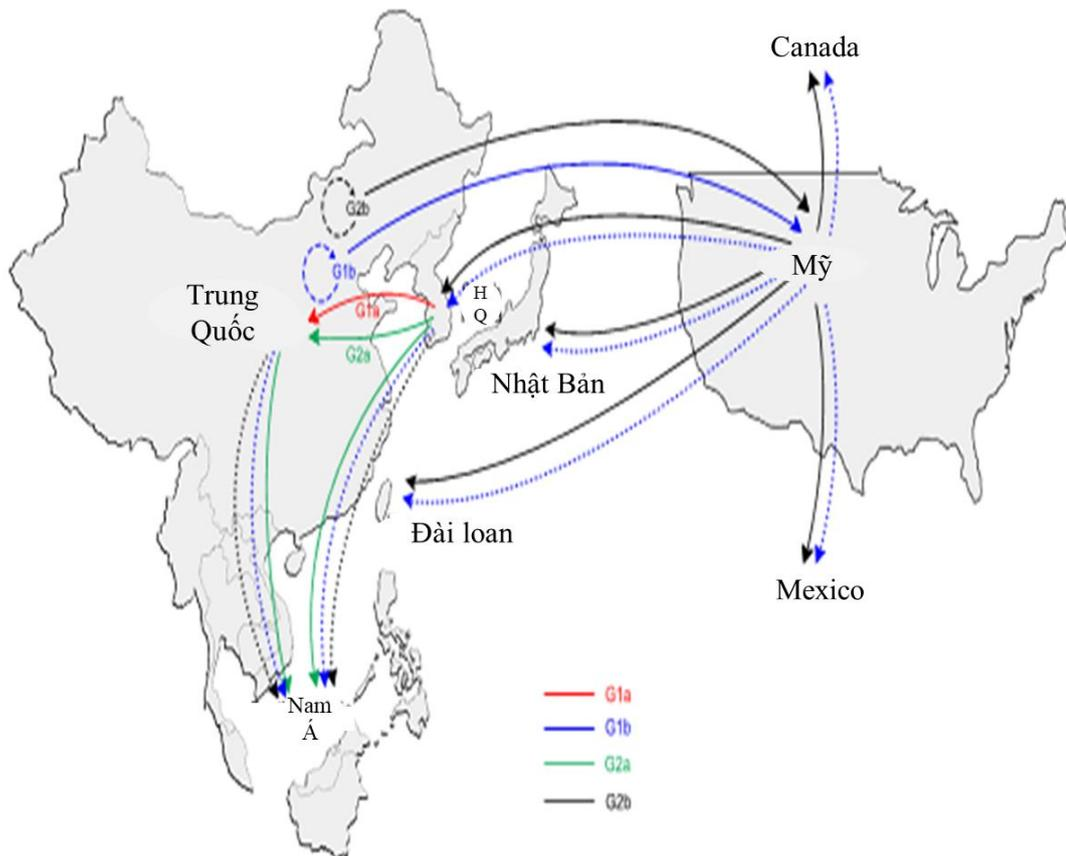 Canada
G2b
G1b
Mỹ
Trung
Quốc
H
Q
G1a
G2a
Nhật Bản
Đài loan
Mexico
Nam
Á
G1a
G1b
G2a
G2b